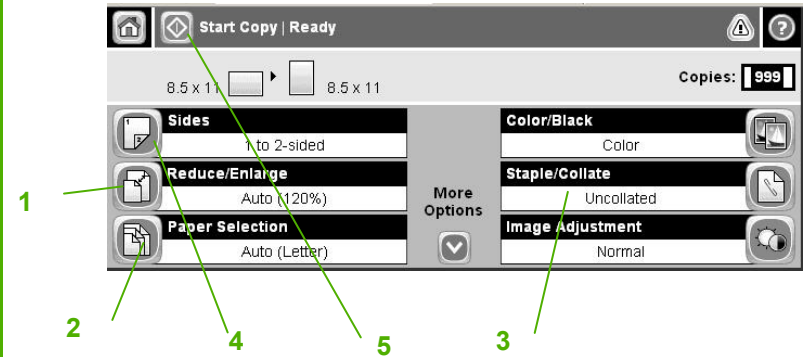 Start Copy | Ready
?
8.5 x 11 8.5 x 11 Copies: 999
Sides
1 to 2-sided
Reduce/Enlarge
Auto (120%)
Paper Selection
Auto (Letter)
More
Options
Color/Black
Color
Staple/Collate
Uncollated
Image Adjustment
Normal
1
2
4
5
3